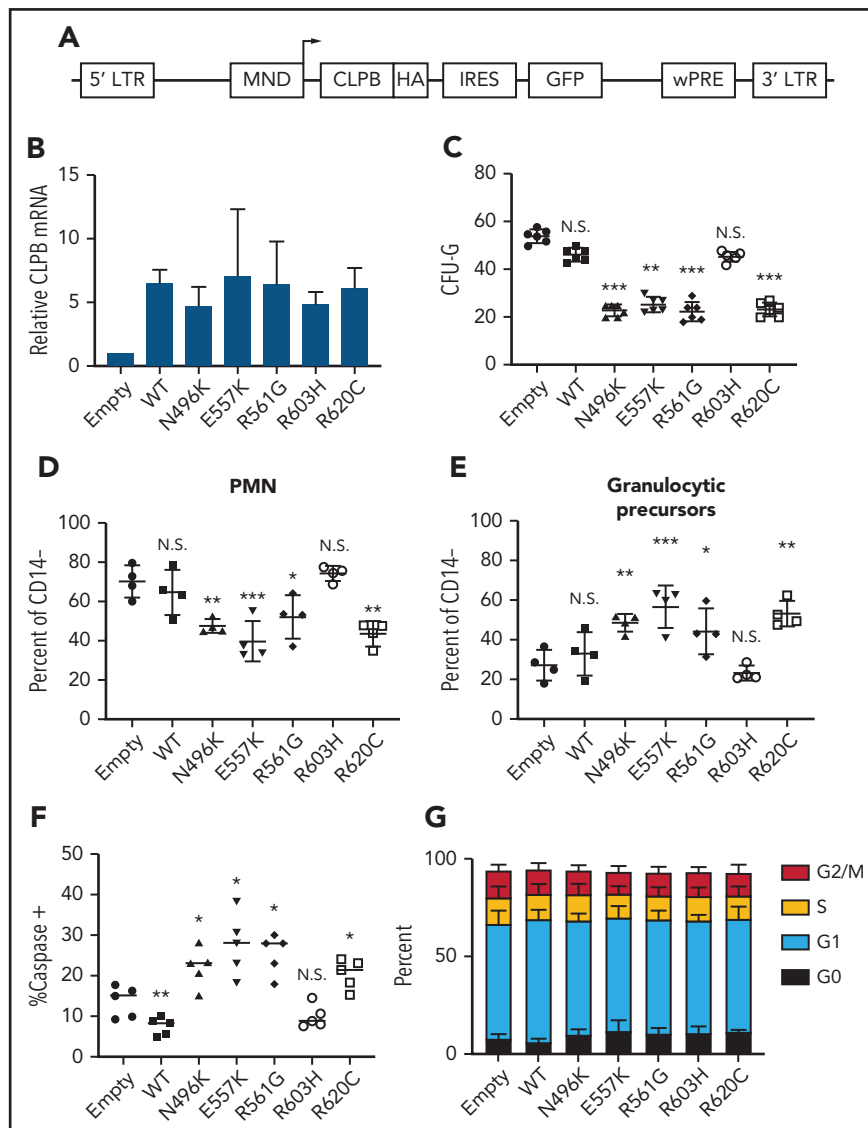 A
5' LTR MND CLPB HA IRES GFP wPRE 3' LTR
B
Relative CLPB mRNA
15
10
5
0
Empty WT N496K E557K R561G R603H R620C
C
CFU-G
80
60
40
20
0
N.S. *** ** *** N.S. ***
Empty WT N496K E557K R561G R603H R620C
D
PMN
Percent of CD14–
100
80
60
40
20
0
N.S. ** *** * N.S. **
Empty WT N496K E557K R561G R603H R620C
E
Granulocytic
precursors
Percent of CD14–
100
80
60
40
20
0
N.S. ** *** * N.S. **
Empty WT N496K E557K R561G R603H R620C
F
%Caspase +
50
40
30
20
10
0
** * * * N.S. *
Empty WT N496K E557K R561G R603H R620C
G
Percent
100
50
0
Empty WT N496K E557K R561G R603H R620C
G2/M
S
G1
G0